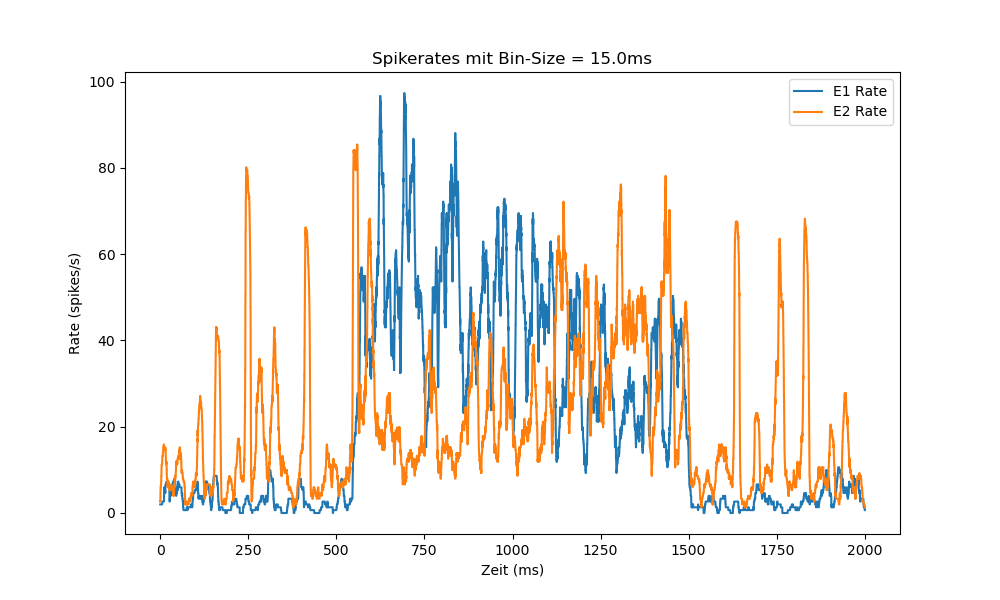 Spikerates mit Bin-Size = 15.0ms
E1 Rate
E2 Rate
Rate (spikes/s)
100
80
60
40
20
0
0 250 500 750 1000 1250 1500 1750 2000
Zeit (ms)